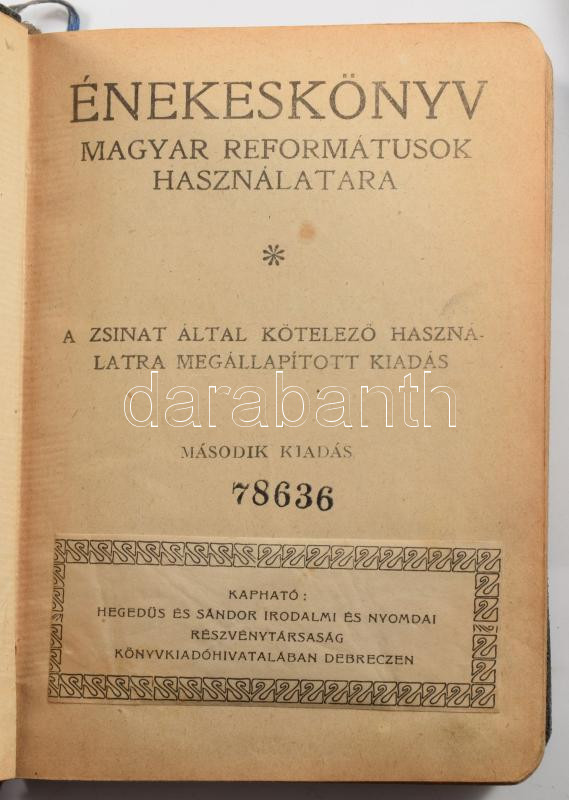 ÉNEKESKÖNYV
MAGYAR REFORMÁTUSOK
HASZNÁLATARA
*
A ZSINAT ÁLTAL KÖTELEZŐ HASZNÁ-
LATRA MEGÁLLAPÍTOTT KIADÁS
darabanth
MÁSODIK KIADÁS
78636
KAPHATÓ:
HEGEDÜS ÉS SÁNDOR IRODALMI ÉS NYOMDAI
RÉSZVÉNYTÁRSASÁG
KÖNYVKIADÓHIVATALÁBAN DEBRECZEN